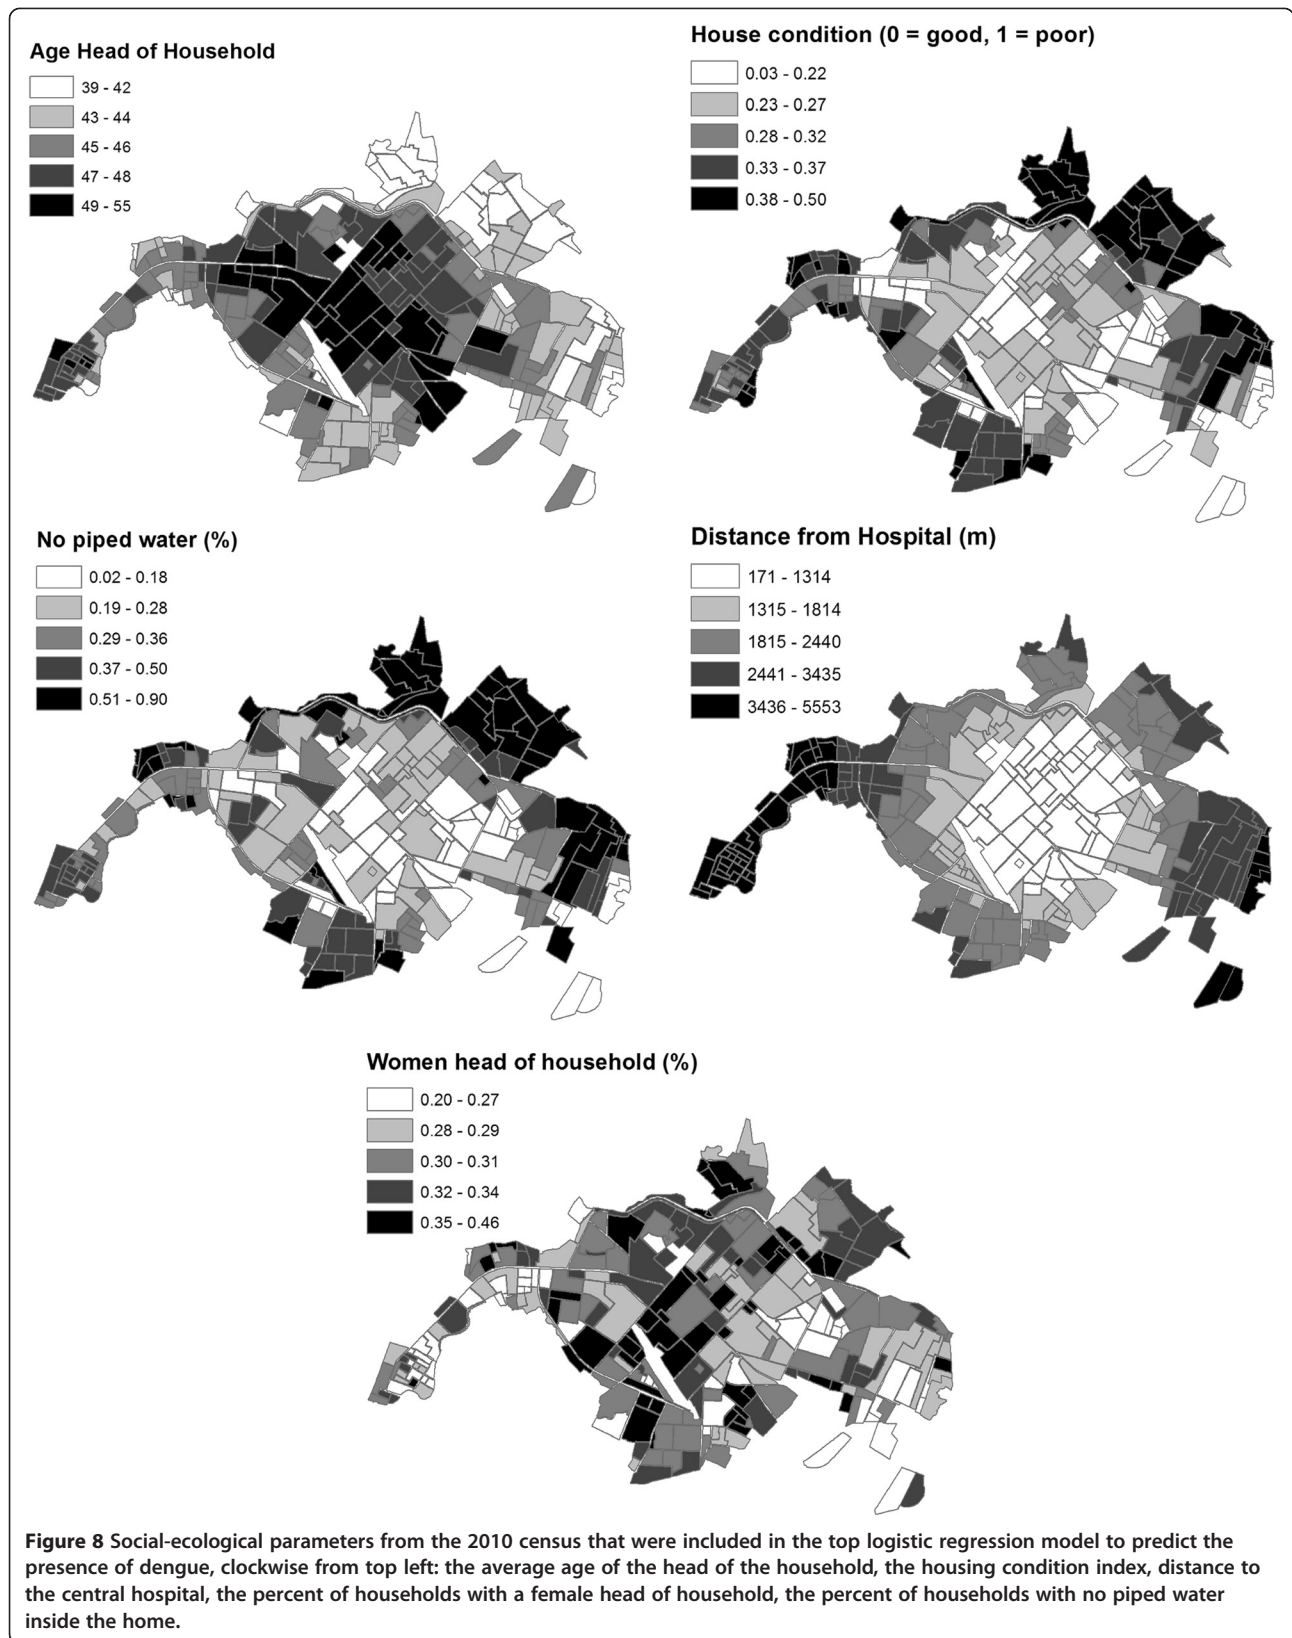 Age Head of Household
39 - 42
43 - 44
45 - 46
47 - 48
49 - 55
House condition (0 = good, 1 = poor)
0.03 - 0.22
0.23 - 0.27
0.28 - 0.32
0.33 - 0.37
0.38 - 0.50
No piped water (%)
0.02 - 0.18
0.19 - 0.28
0.29 - 0.36
0.37 - 0.50
0.51 - 0.90
Distance from Hospital (m)
171 - 1314
1315 - 1814
1815 - 2440
2441 - 3435
3436 - 5553
Women head of household (%)
0.20 - 0.27
0.28 - 0.29
0.30 - 0.31
0.32 - 0.34
0.35 - 0.46
Figure 8 Social-ecological parameters from the 2010 census that were included in the top logistic regression model to predict the
presence of dengue, clockwise from top left: the average age of the head of the household, the housing condition index, distance to
the central hospital, the percent of households with a female head of household, the percent of households with no piped water
inside the home.